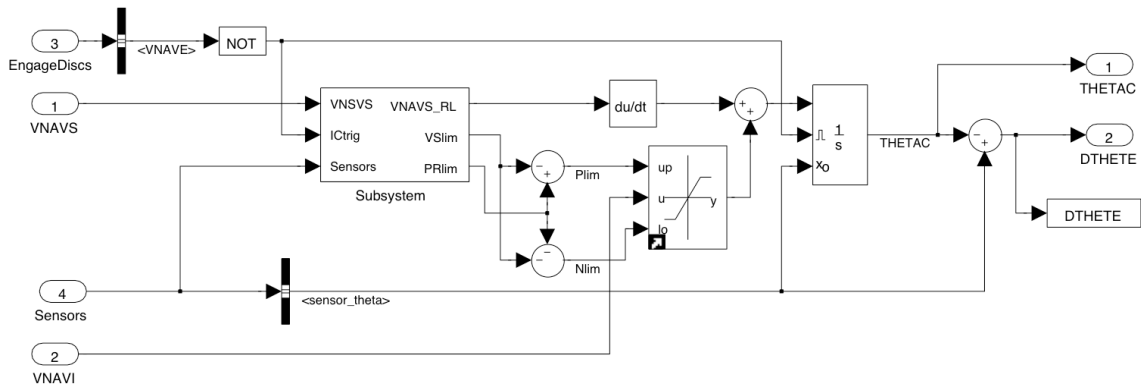 3
EngageDiscs
<VNAVE>
NOT
1
VNAVS
VNSVS
VNAVS_RL
ICtrig
VSlim
Sensors
PRlim
Subsystem
du/dt
+
+
-
+
Plim
-
-
Nlim
up
u
y
lo
1
s
xo
THETAC
1
THETAC
-
+
2
DTHETE
DTHETE
4
Sensors
<sensor_theta>
2
VNAVI